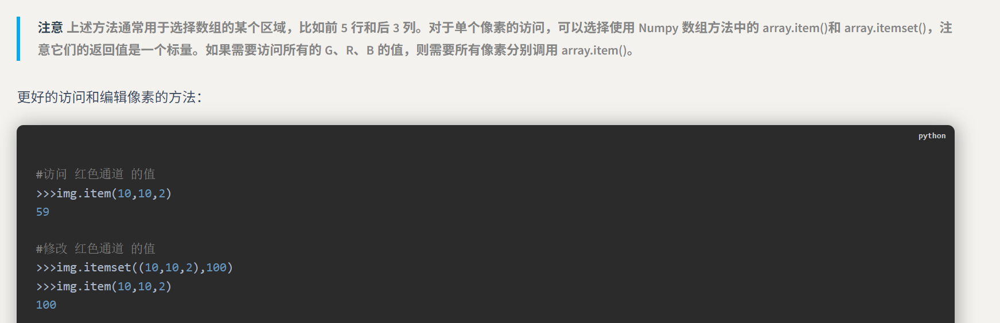 注意 上述方法通常用于选择数组的某个区域，比如前 5 行和后 3 列。对于单个像素的访问，可以选择使用 Numpy 数组方法中的 array.item()和 array.itemset()，注
意它们的返回值是一个标量。如果需要访问所有的 G、R、B 的值，则需要所有像素分别调用 array.item()。
更好的访问和编辑像素的方法：
python
#访问 红色通道 的值
>>>img.item(10,10,2)
59
#修改 红色通道 的值
>>>img.itemset((10,10,2),100)
>>>img.item(10,10,2)
100